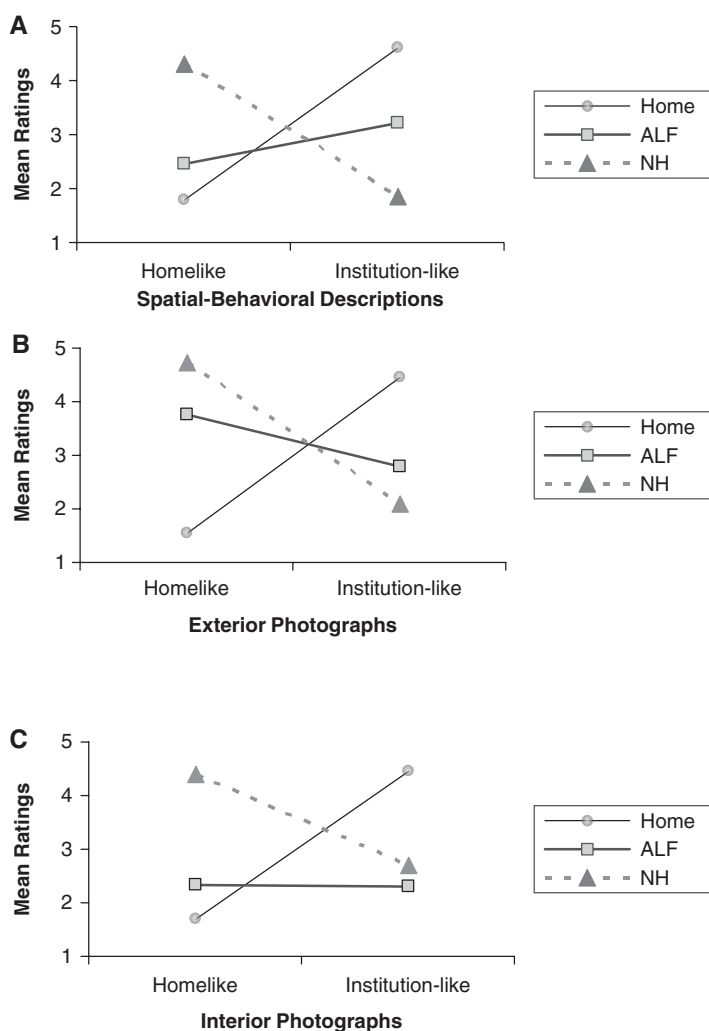 A
5
4
3
2
1
Mean Ratings
Homelike
Institution-like
Spatial-Behavioral Descriptions
Home
ALF
NH
B
5
4
3
2
1
Mean Ratings
Homelike
Institution-like
Exterior Photographs
Home
ALF
NH
C
5
4
3
2
1
Mean Ratings
Homelike
Institution-like
Interior Photographs
Home
ALF
NH